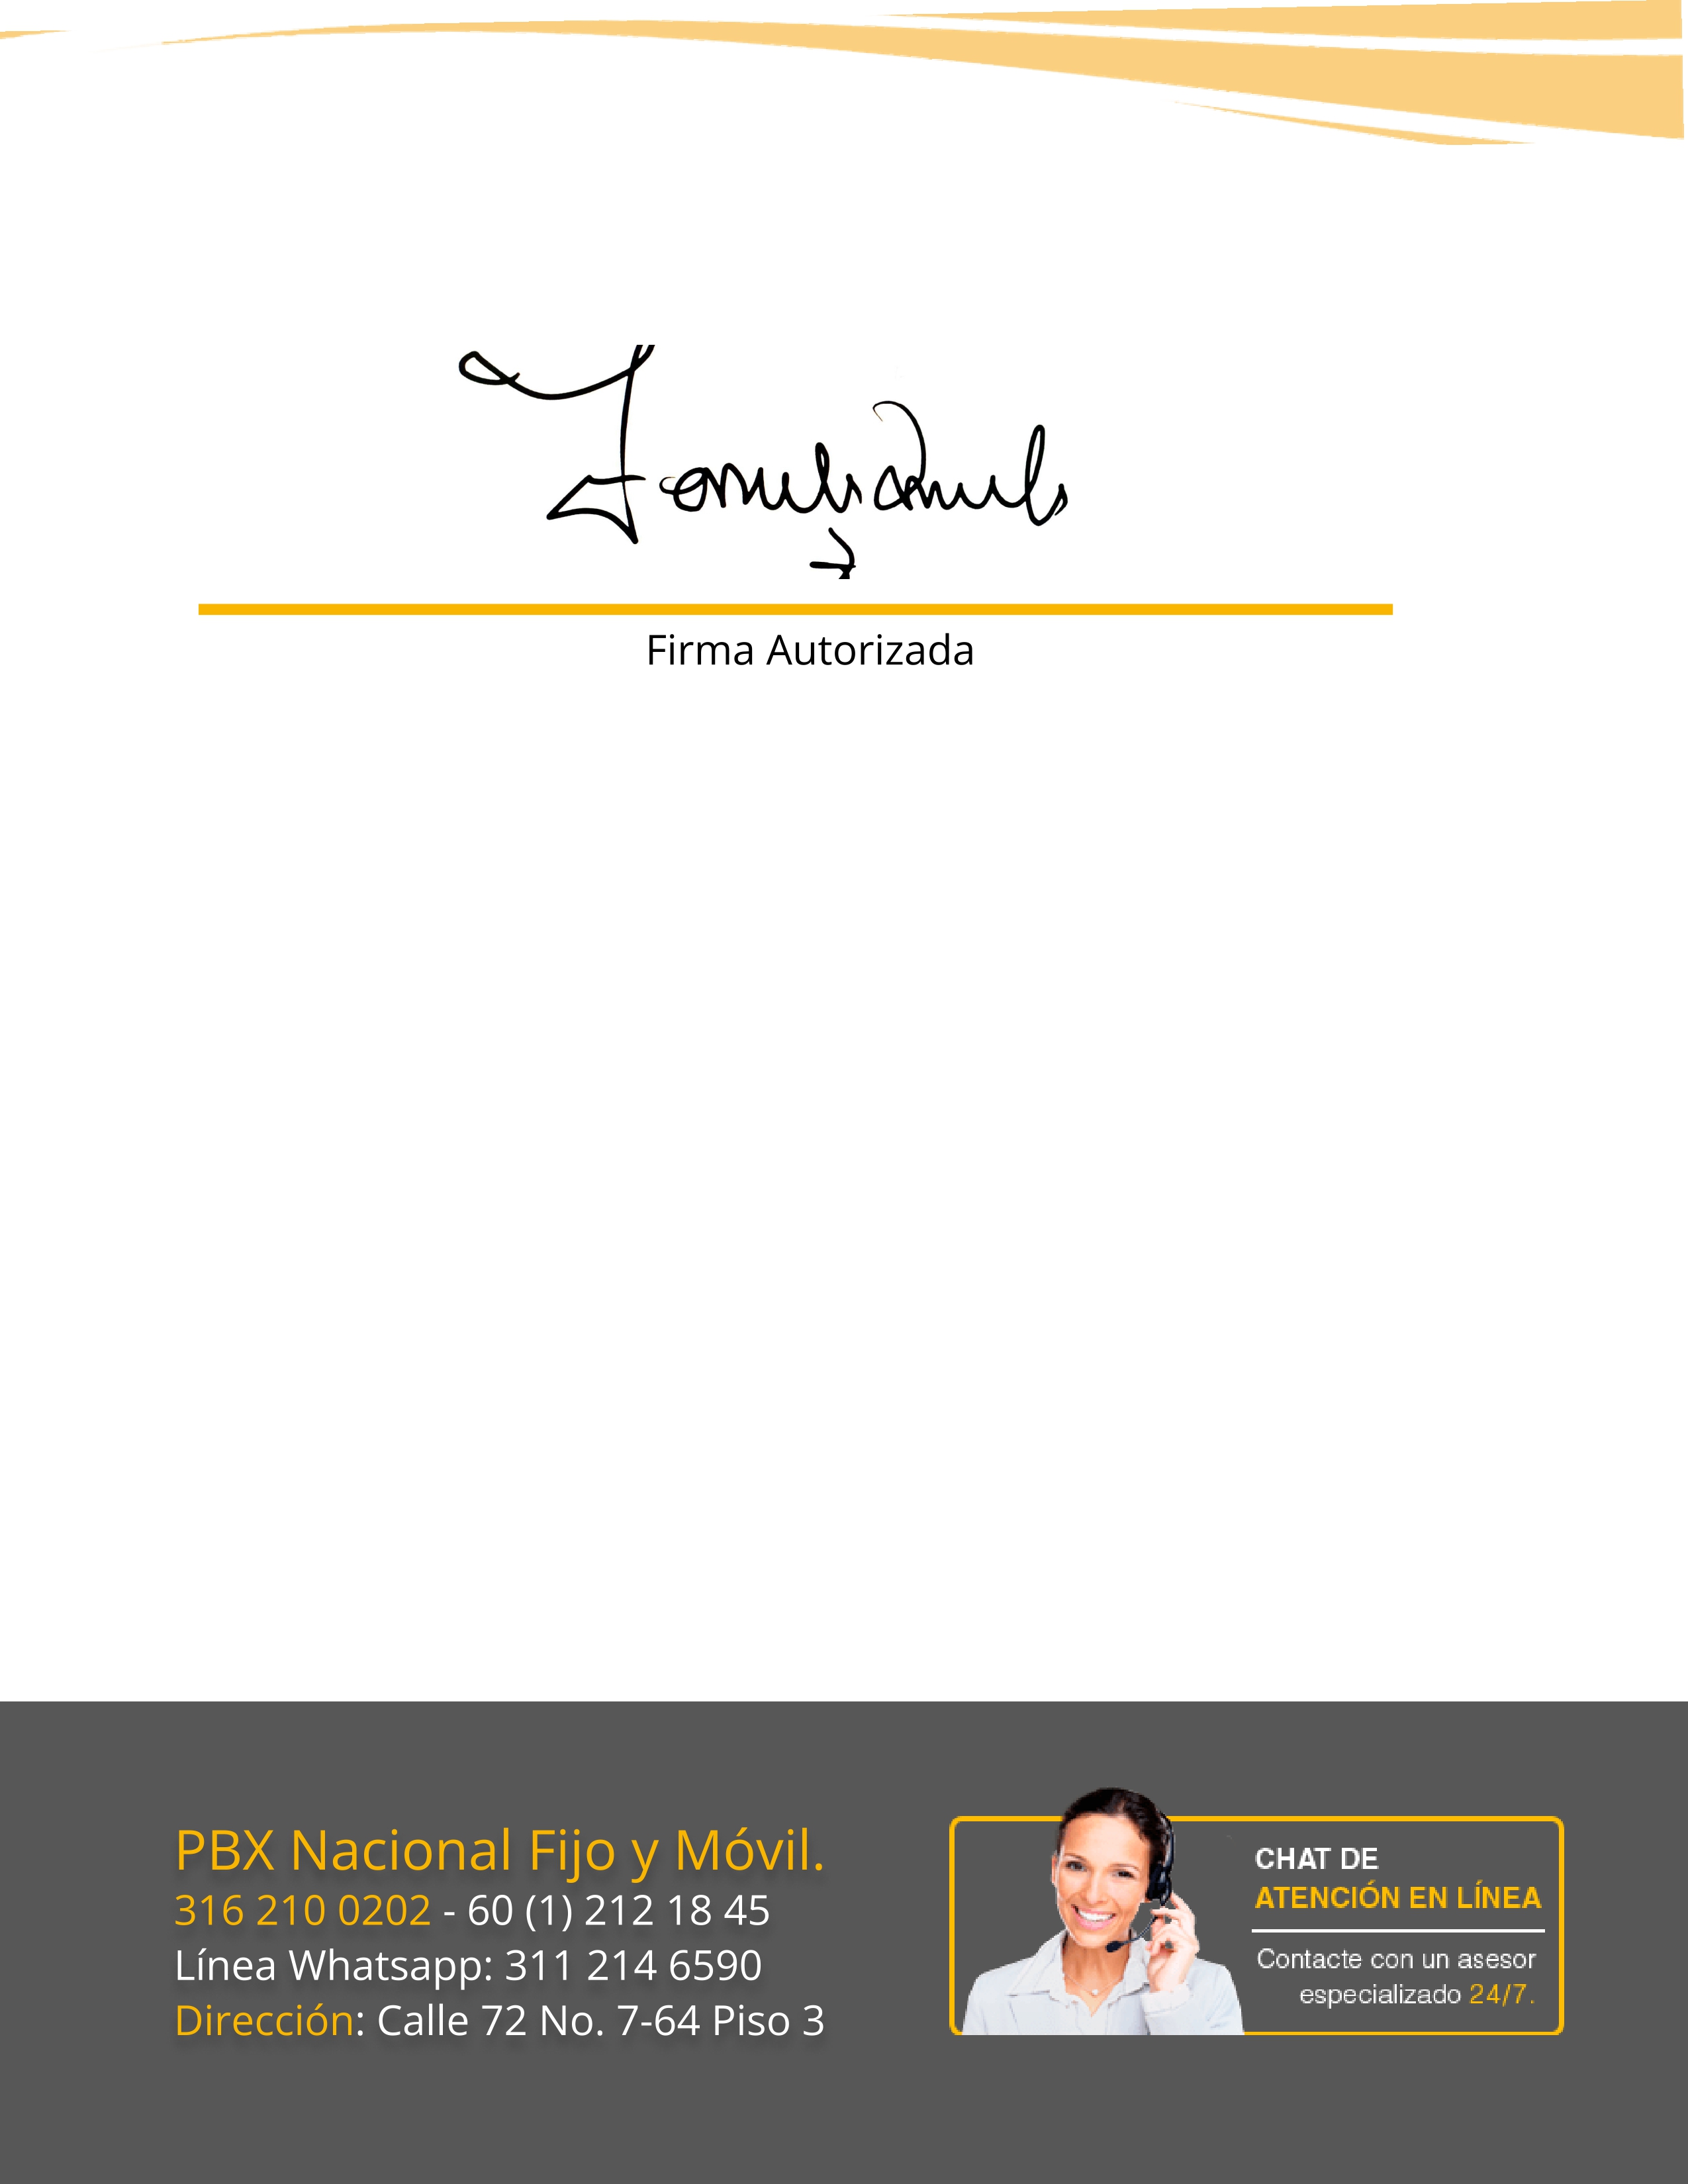 Firma Autorizada
PBX Nacional Fijo y Móvil.
316 210 0202 - 60 (1) 212 18 45
Línea Whatsapp: 311 214 6590
Dirección: Calle 72 No. 7-64 Piso 3
CHAT DE
ATENCIÓN EN LÍNEA
Contacte con un asesor
especializado 24/7.